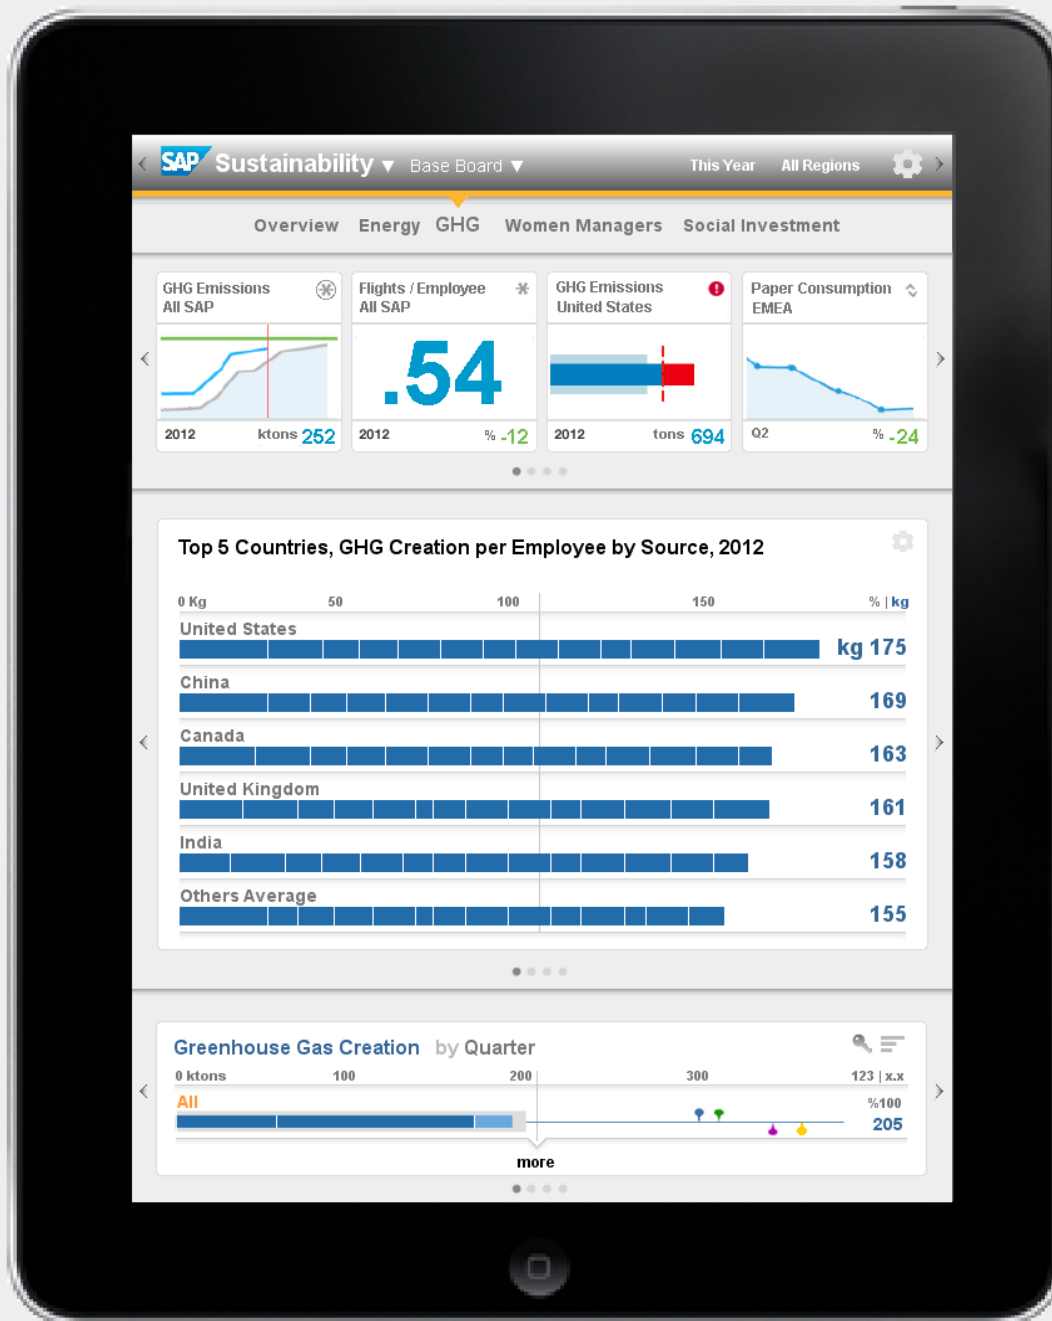 SAP Sustainability ▼ Base Board ▼ This Year All Regions
Overview Energy GHG Women Managers Social Investment
GHG Emissions
All SAP
2012 ktons 252
Flights / Employee
All SAP
.54
2012 % -12
GHG Emissions
United States
2012 tons 694
Paper Consumption
EMEA
Q2 % -24
Top 5 Countries, GHG Creation per Employee by Source, 2012
0 Kg 50 100 150 % | kg
United States
kg 175
China
169
Canada
163
United Kingdom
161
India
158
Others Average
155
Greenhouse Gas Creation by Quarter
0 ktons 100 200 300 123 | x.x
All %100
205
more